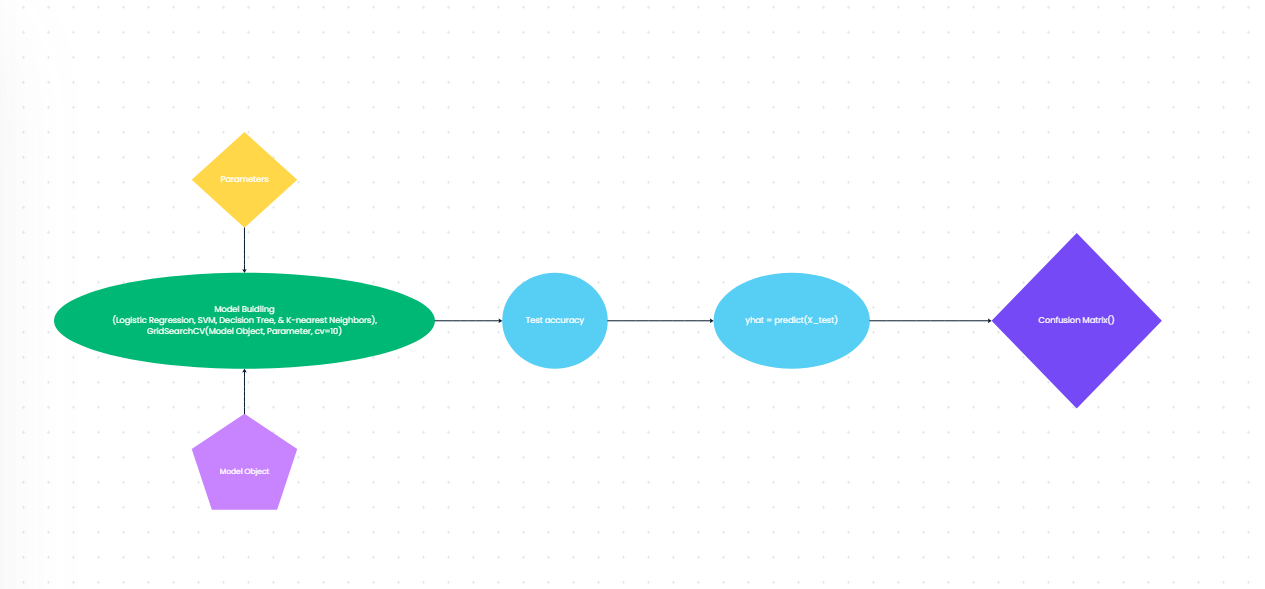 Parameters
Model Buidling
(Logistic Regression, SVM, Decision Tree, & K-nearest Neighbors),
GridSearchCV(Model Object, Parameter, cv=10)
Test accuracy
yhat = predict(X_test)
Confusion Matrix()
Model Object